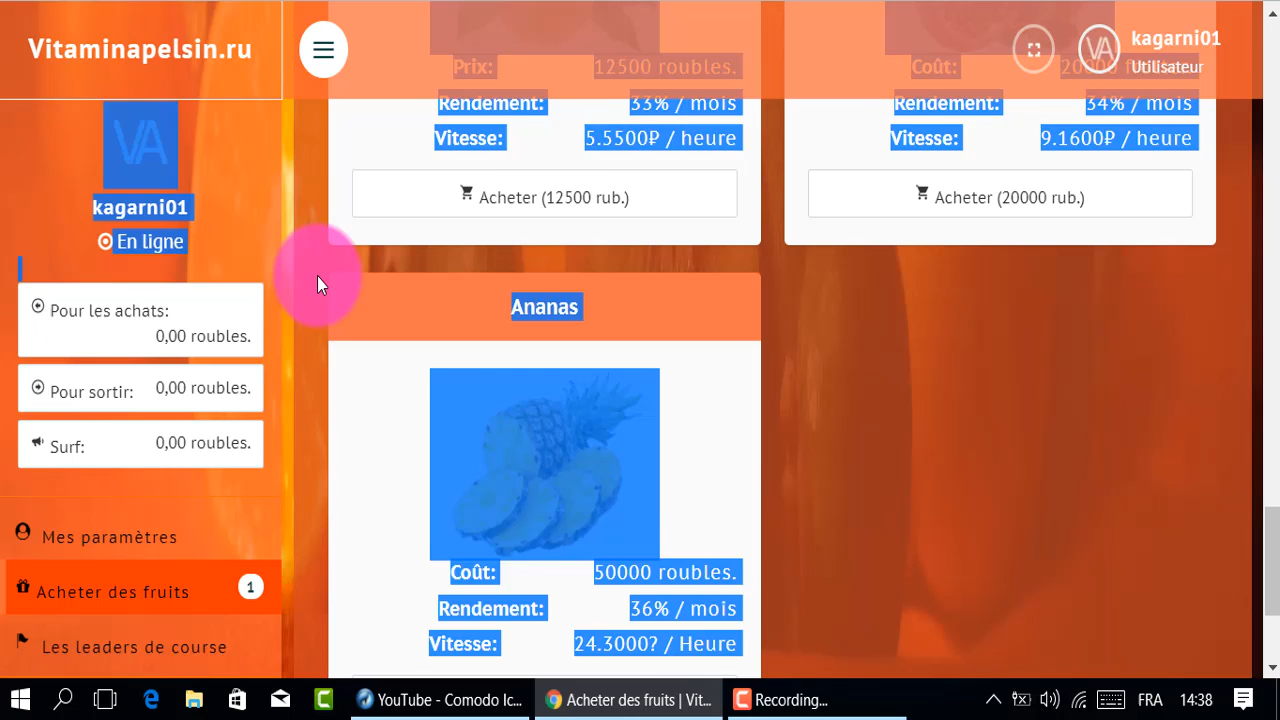 Vitaminapelsin.ru
kagarni01
Utilisateur
VA
kagarni01
En ligne
Pour les achats:
0,00 roubles.
Pour sortir: 0,00 roubles.
Surf: 0,00 roubles.
Mes paramètres
Acheter des fruits 1
Les leaders de course
Prix: 12500 roubles.
Rendement: 33% / mois
Vitesse: 5.5500₽ / heure
Acheter (12500 rub.)
Coût:
Rendement: 34% / mois
Vitesse: 9.1600₽ / heure
Acheter (20000 rub.)
Ananas
Coût: 50000 roubles.
Rendement: 36% / mois
Vitesse: 24.3000? / Heure
YouTube - Comodo Ic...
Acheter des fruits | Vit...
Recording...
FRA 14:38